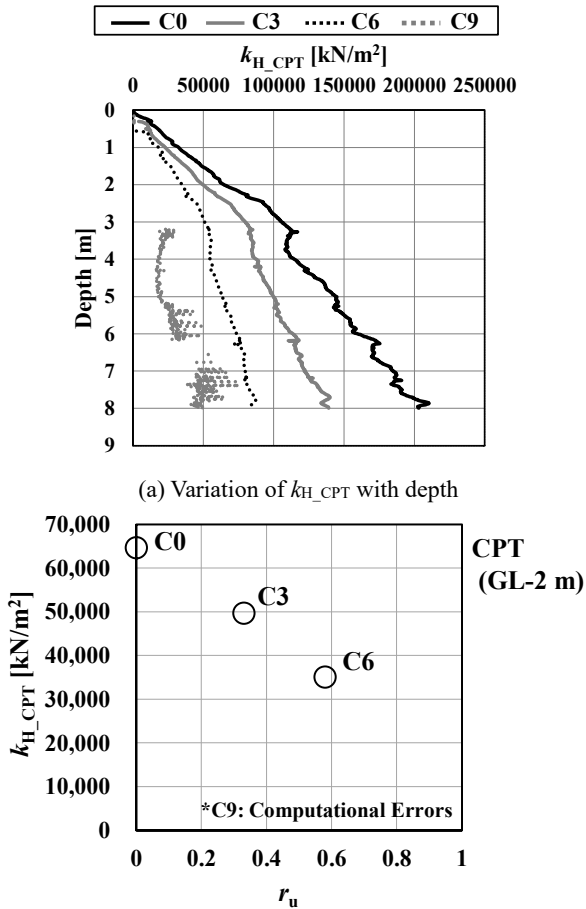 C0 C3 C6 C9
kH_CPT [kN/m²]
0 50000 100000 150000 200000 250000
0
1
2
3
4
5
6
7
8
9
Depth [m]
(a) Variation of kH_CPT with depth
70,000
60,000
50,000
40,000
30,000
20,000
10,000
0
kH_CPT [kN/m²]
C0
C3
C6
CPT
(GL-2 m)
*C9: Computational Errors
0 0.2 0.4 0.6 0.8 1
ru